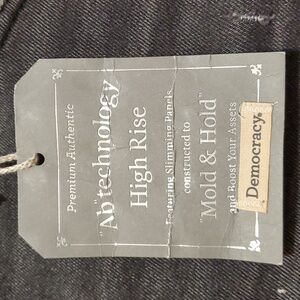 Premium Authentic
"Ab"technology
High Rise
Featuring Slimming Panels
constructed to
"Mold & Hold"
and Boost Your Assets
Democracy.